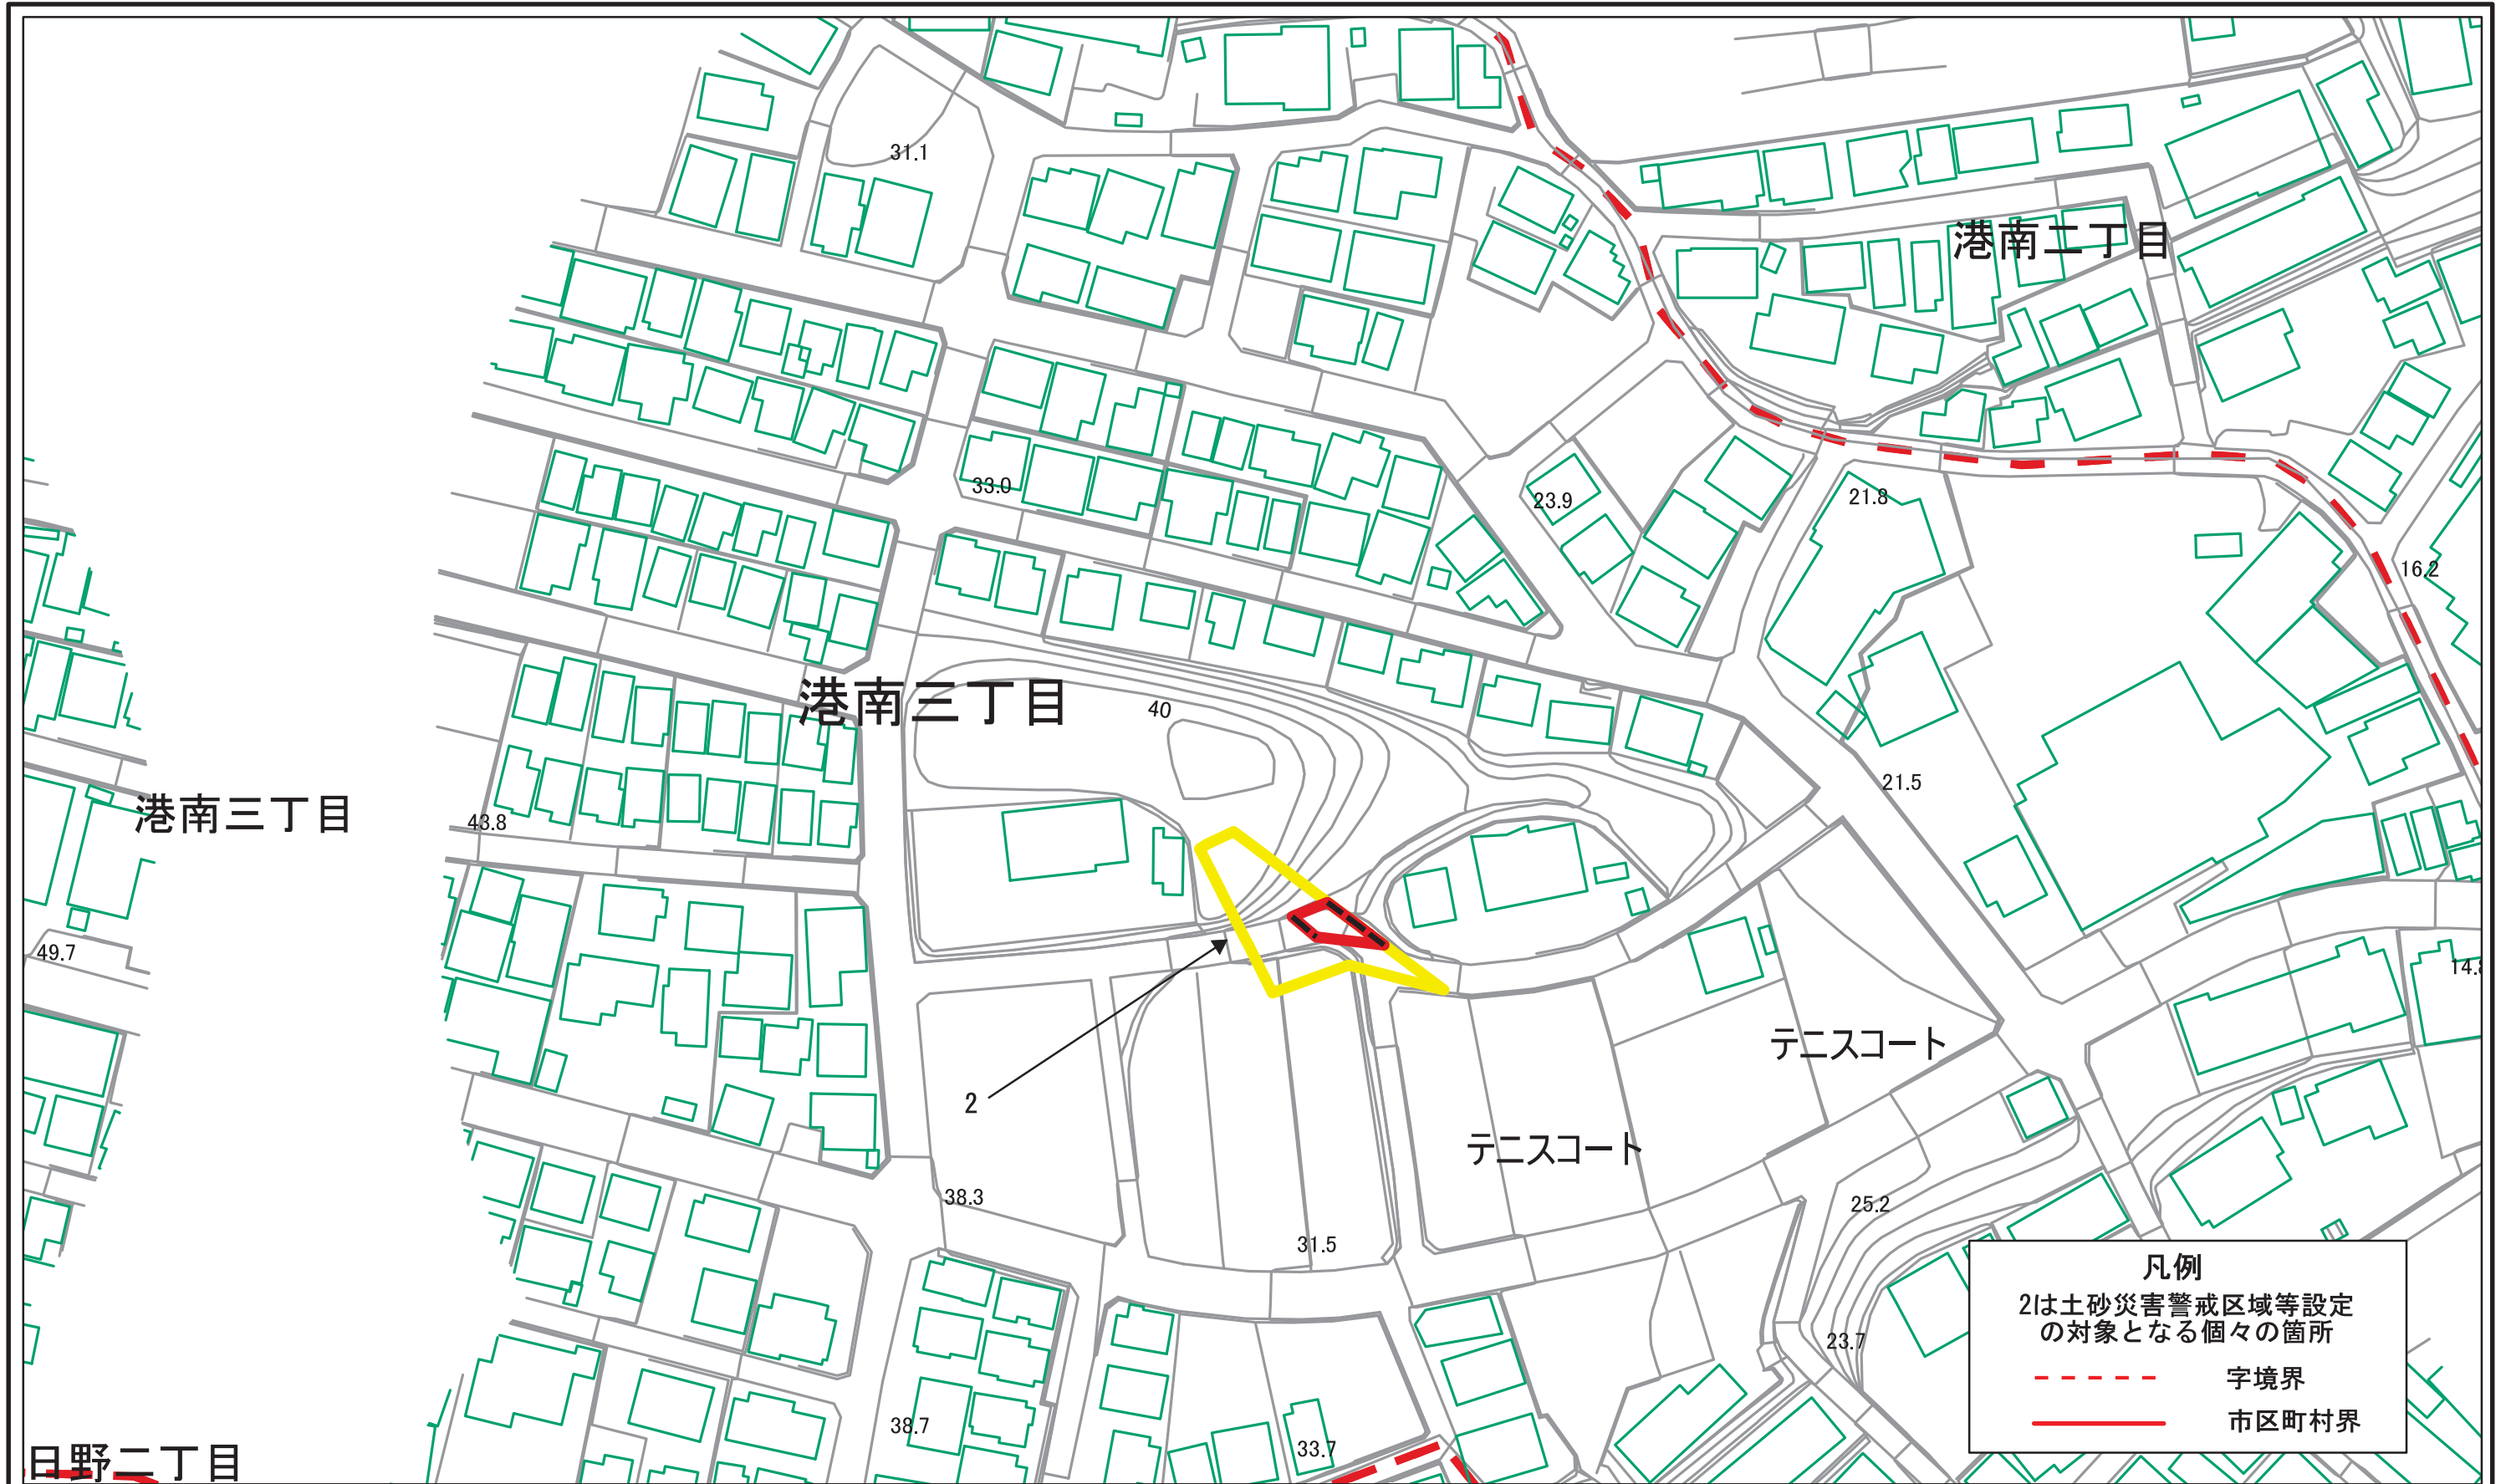 31.1
港南二丁目
33.0
23.9
21.8
16.2
港南三丁目
40
21.5
港南三丁目
43.8
49.7
14.8
テニスコート
2
テニスコート
38.3
25.2
31.5
凡例
2は土砂災害警戒区域等設定
の対象となる個々の箇所
23.7
字境界
市区町村界
38.7
33.7
日野二丁目